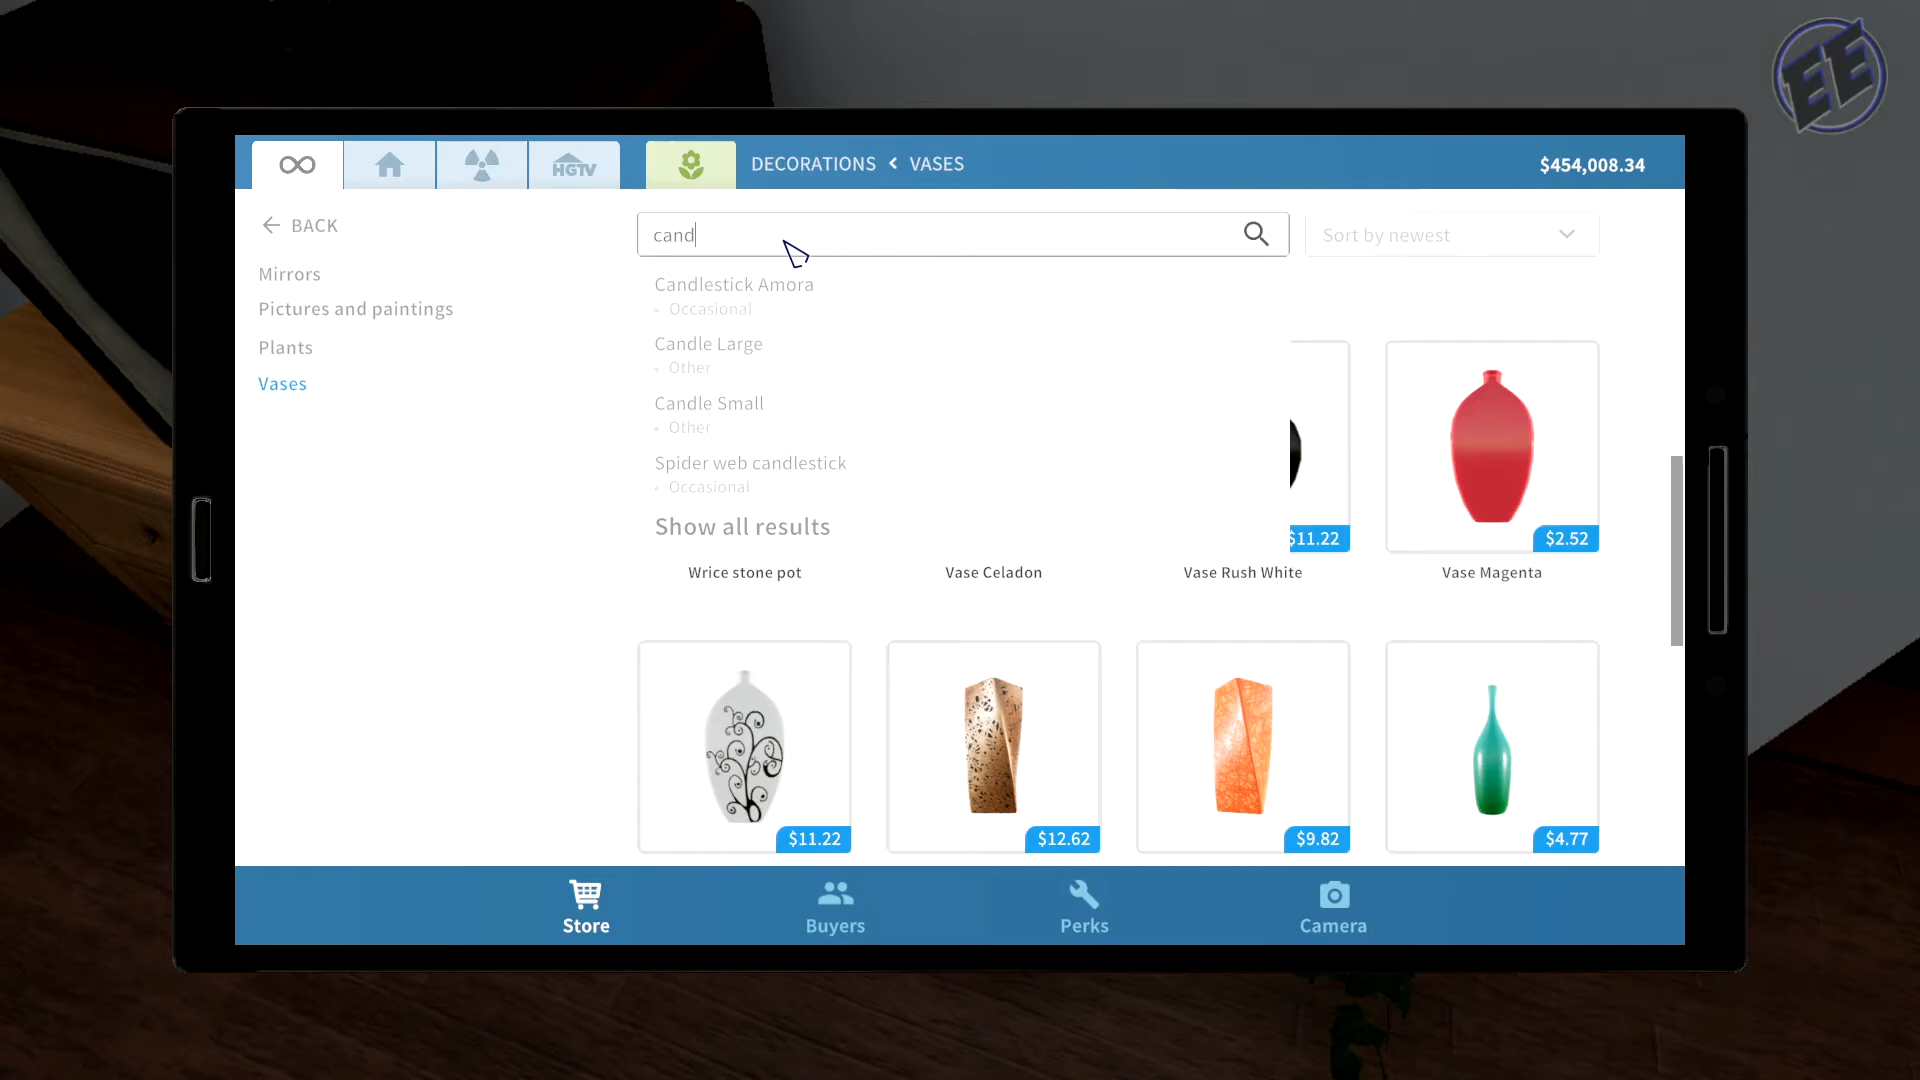 EE
HGTV
DECORATIONS < VASES
$454,008.34
BACK
Mirrors
Pictures and paintings
Plants
Vases
cand
Sort by newest
Candlestick Amora
Occasional
Candle Large
Other
Candle Small
Other
Spider web candlestick
Occasional
Show all results
$11.22
$2.52
Wrice stone pot
Vase Celadon
Vase Rush White
Vase Magenta
$11.22
$12.62
$9.82
$4.77
Store
Buyers
Perks
Camera